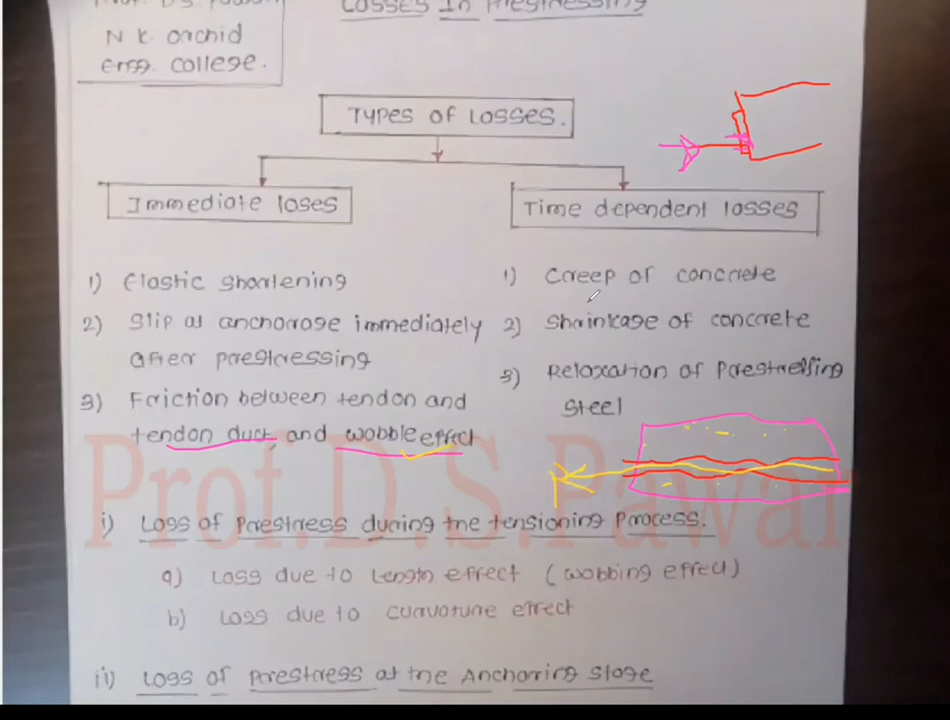 Prof. D.S. Pawar
Losses In Prestressing
N K. Orchid
Engg. College.
Types of Losses.
Immediate loses
Time dependent losses
1) Elastic shortening
2) Slip at anchorage immediately
after prestressing
3) Friction between tendon and
tendon duct, and wobble effect
1) Creep of concrete
2) Shrinkage of concrete
3) Relaxation of Prestressing
Steel
Prof.D.S.Pawar
i) Loss of Prestress during the tensioning Process.
a) Loss due to Length effect (wobbing effect)
b) Loss due to curvature effect
ii) Loss of Prestress at the Anchoring stage